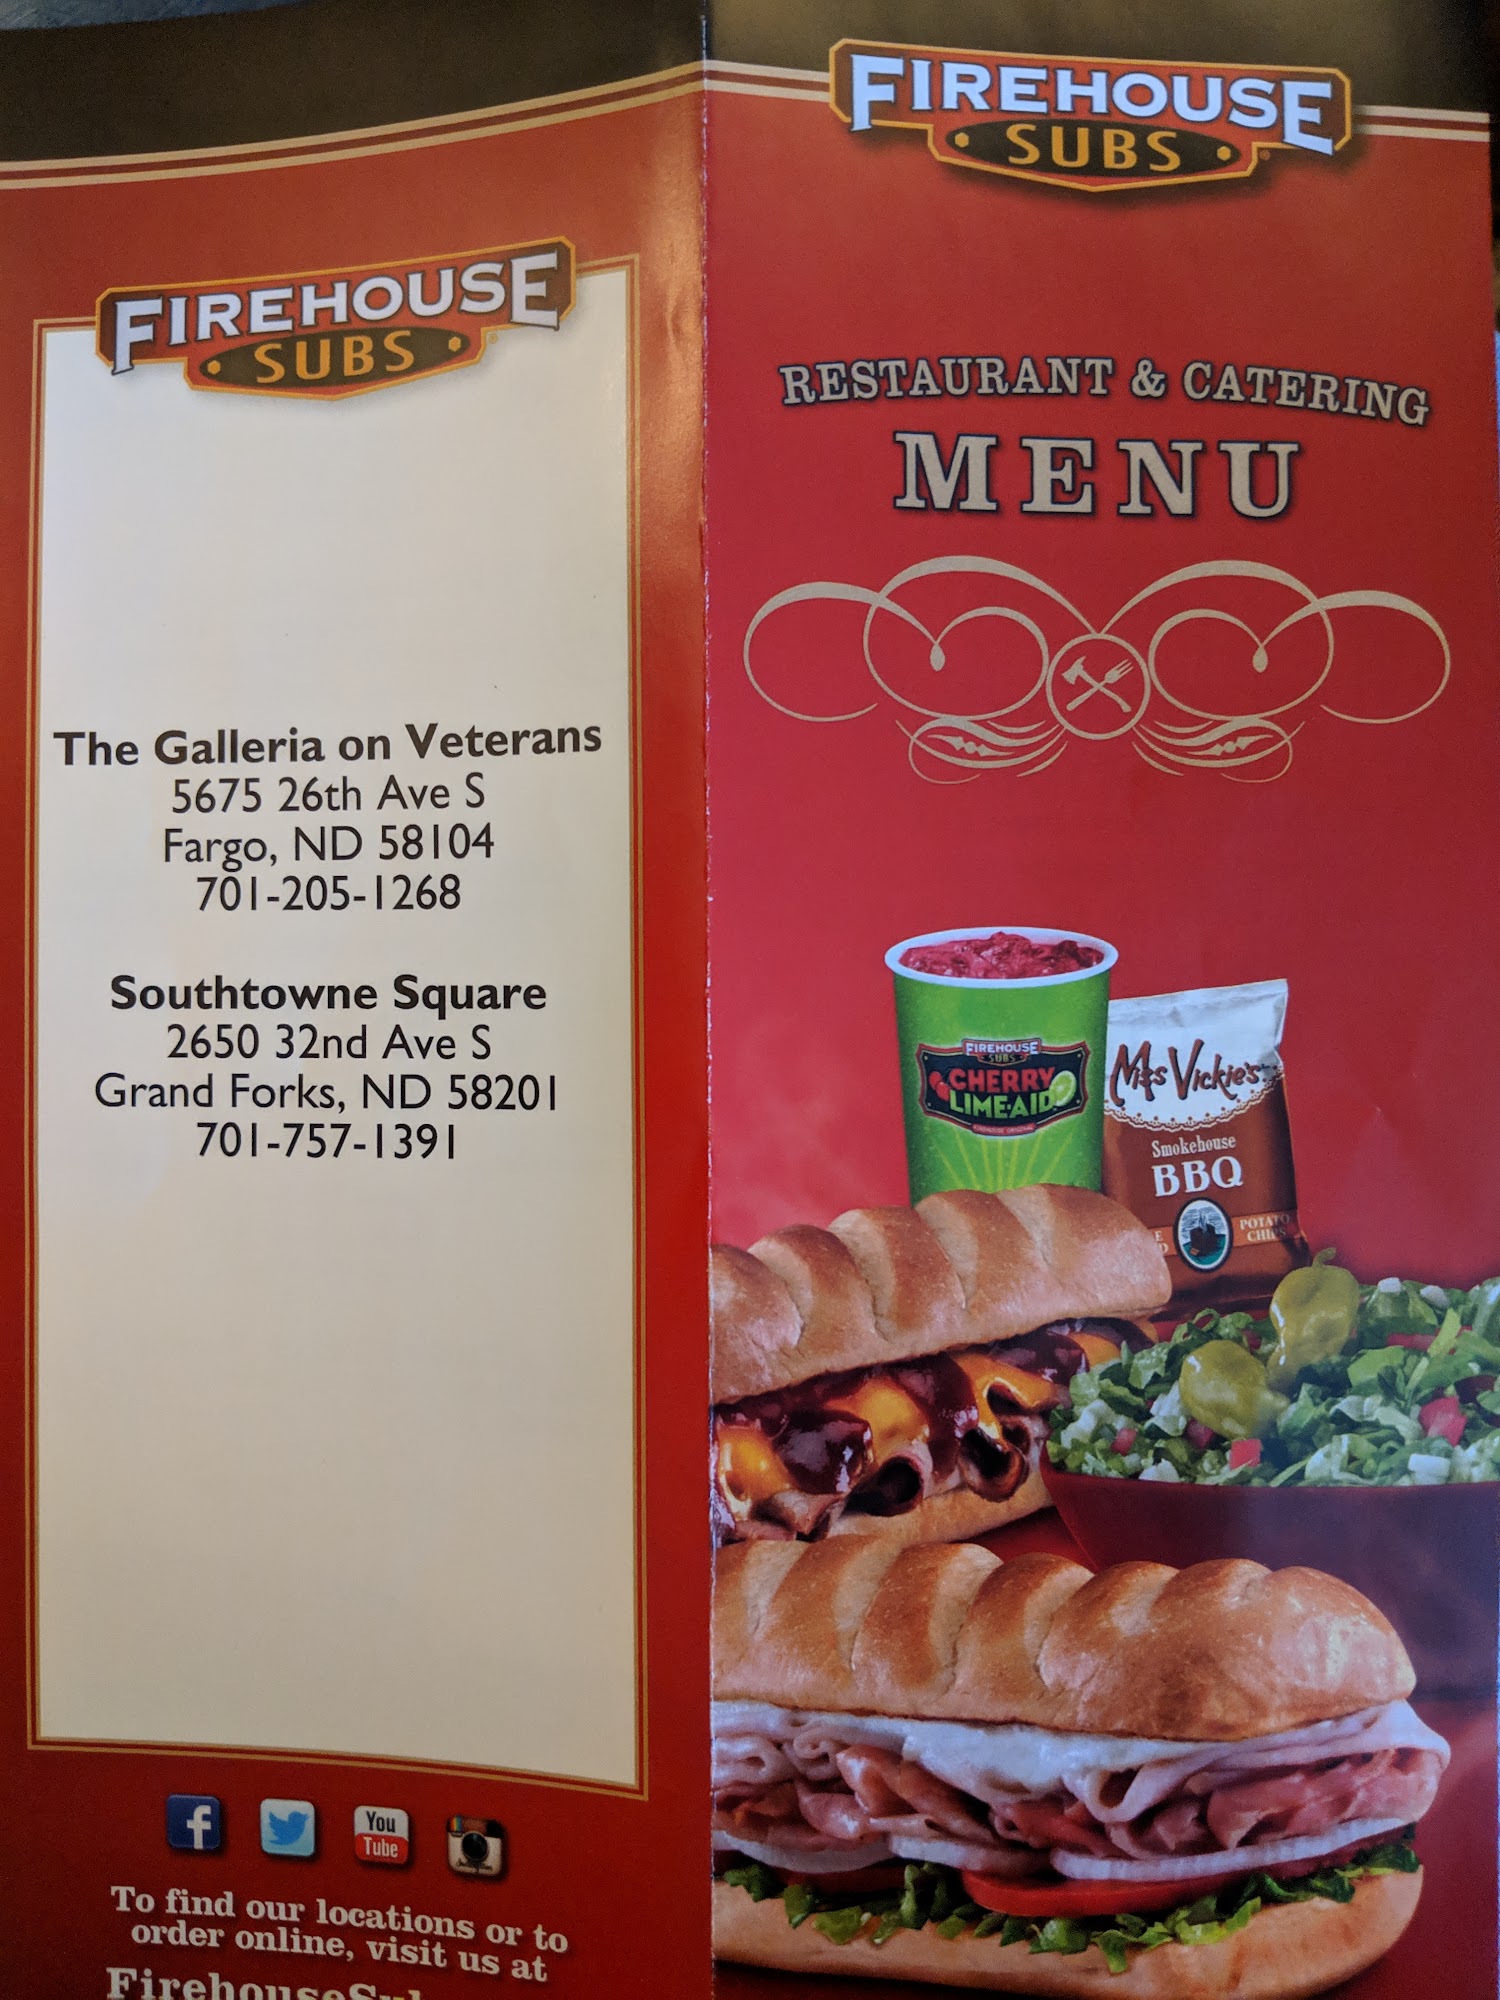 FIREHOUSE
SUBS
The Galleria on Veterans
5675 26th Ave S
Fargo, ND 58104
701-205-1268
Southtowne Square
2650 32nd Ave S
Grand Forks, ND 58201
701-757-1391
f
You
Tube
To find our locations or to
order online, visit us at
FIREHOUSE
SUBS
RESTAURANT & CATERING
MENU
FIREHOUSE
SUBS
CHERRY
LIME-AID
Miss Vickie's
Smokehouse
BBQ
POTATO
CHIPS